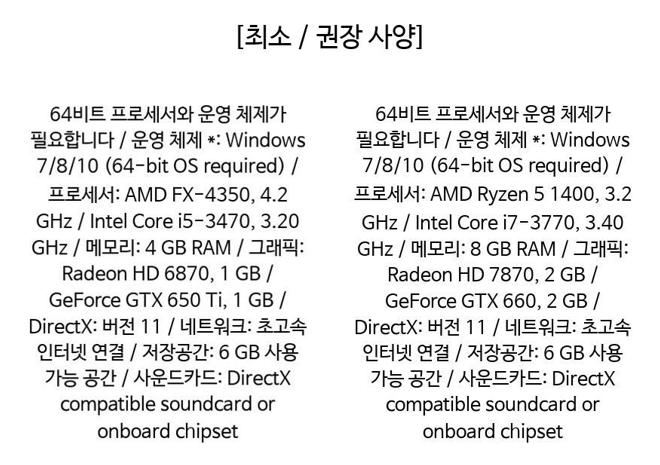 [최소 / 권장 사양]
64비트 프로세서와 운영 체제가
필요합니다 / 운영 체제 *: Windows
7/8/10 (64-bit OS required) /
프로세서: AMD FX-4350, 4.2
GHz / Intel Core i5-3470, 3.20
GHz / 메모리: 4 GB RAM / 그래픽:
Radeon HD 6870, 1 GB /
GeForce GTX 650 Ti, 1 GB /
DirectX: 버전 11 / 네트워크: 초고속
인터넷 연결 / 저장공간: 6 GB 사용
가능 공간 / 사운드카드: DirectX
compatible soundcard or
onboard chipset
64비트 프로세서와 운영 체제가
필요합니다 / 운영 체제 *: Windows
7/8/10 (64-bit OS required) /
프로세서: AMD Ryzen 5 1400, 3.2
GHz / Intel Core i7-3770, 3.40
GHz / 메모리: 8 GB RAM / 그래픽:
Radeon HD 7870, 2 GB /
GeForce GTX 660, 2 GB /
DirectX: 버전 11 / 네트워크: 초고속
인터넷 연결 / 저장공간: 6 GB 사용
가능 공간 / 사운드카드: DirectX
compatible soundcard or
onboard chipset